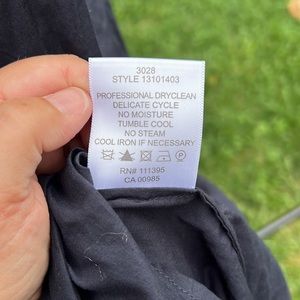 3028
STYLE 13101403
PROFESSIONAL DRYCLEAN
DELICATE CYCLE
NO MOISTURE
TUMBLE COOL
NO STEAM
COOL IRON IF NECESSARY
RN# 111395
CA 00985